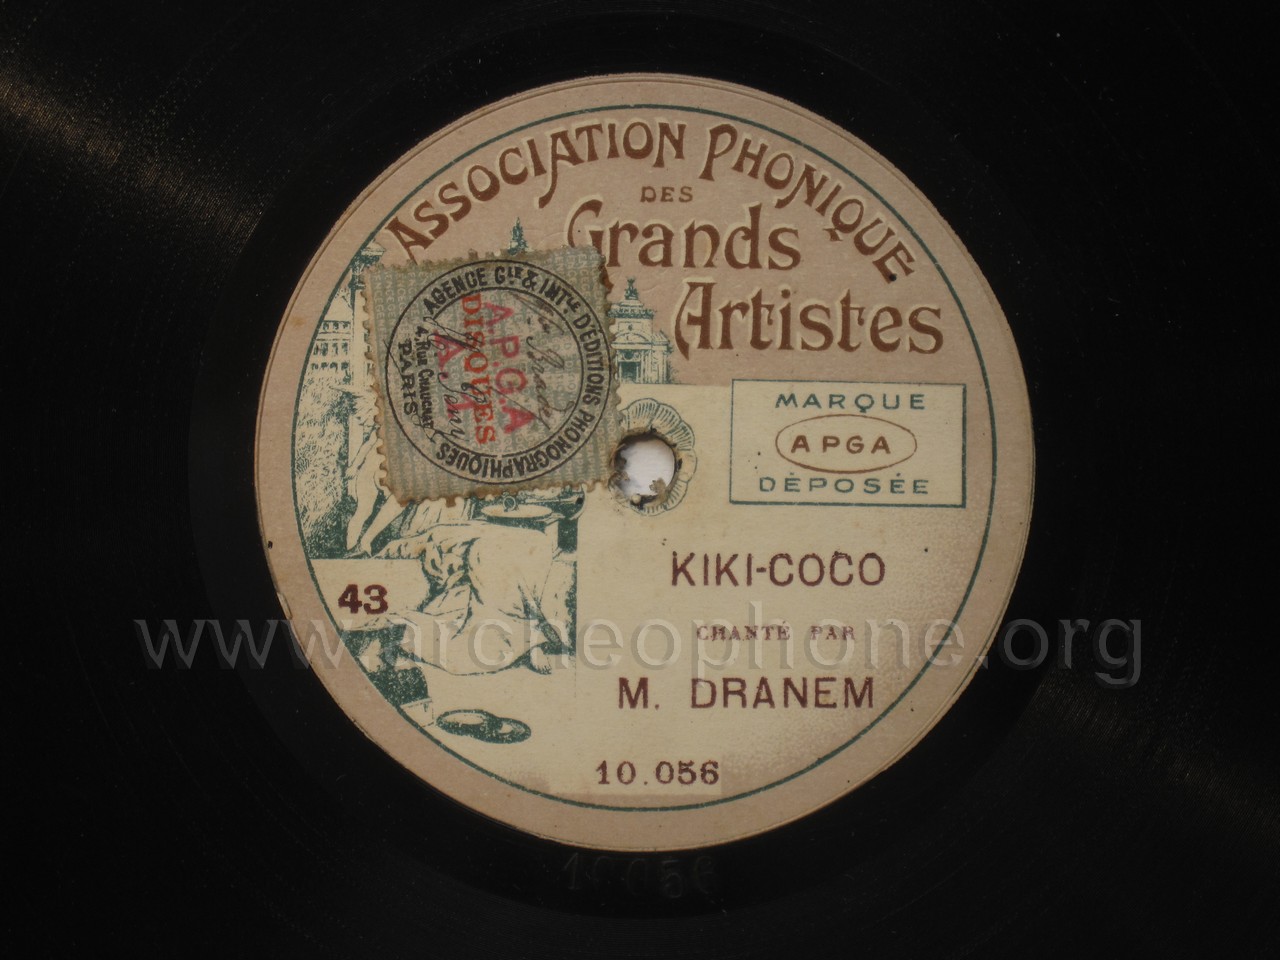 ASSOCIATION PHONIQUE
DES
Grands
Artistes
AGENCE Gle & INTle D'ÉDITIONS PHONOGRAPHIQUES
PARIS
A.P.G.A
DISQUES
MARQUE
APGA
DÉPOSÉE
KIKI-COCO
43
CHANTÉ PAR
M. DRANEM
10.056
10056
www.archeophone.org